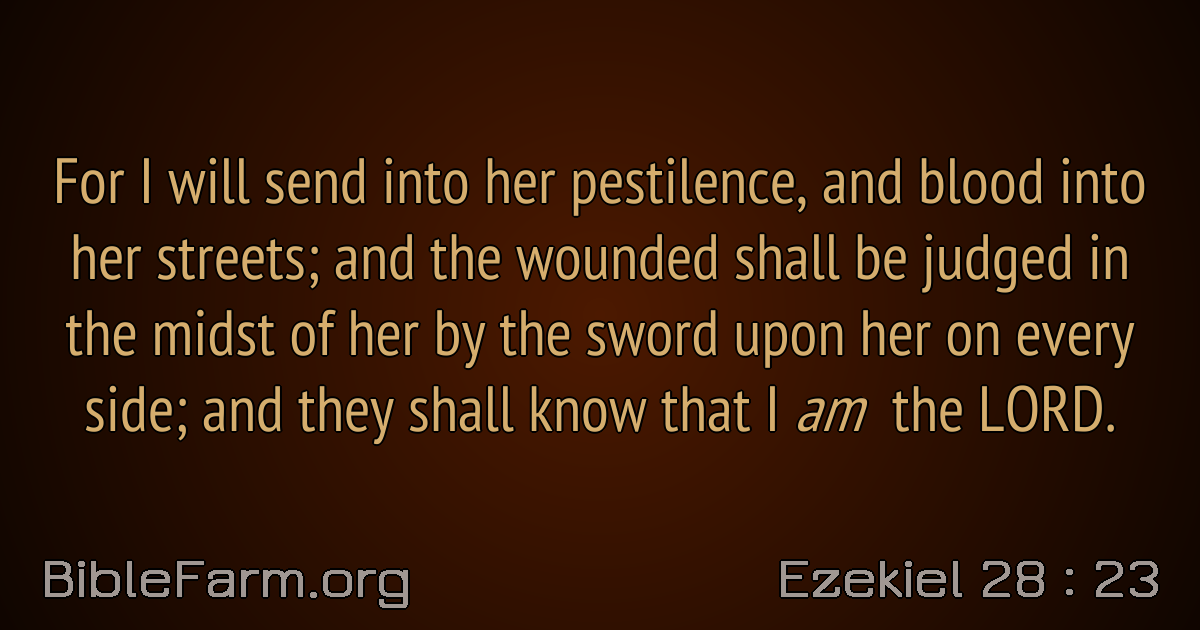 For I will send into her pestilence, and blood into
her streets; and the wounded shall be judged in
the midst of her by the sword upon her on every
side; and they shall know that I am the LORD.
BibleFarm.org
Ezekiel 28 : 23